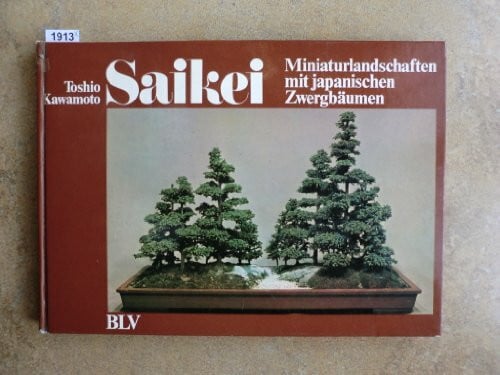 1913
Toshio
Kawamoto
Saikei
Miniaturlandschaften
mit japanischen
Zwergbäumen
BLV